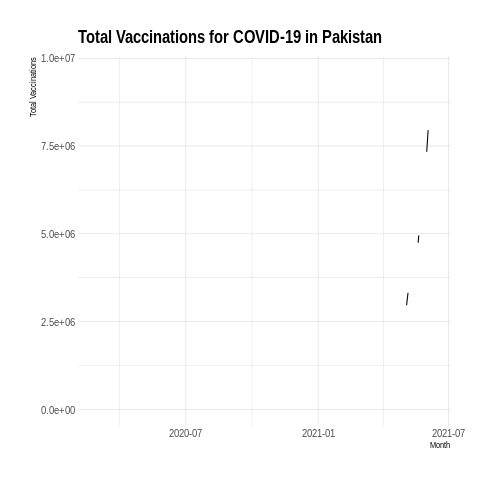 Total Vaccinations for COVID-19 in Pakistan
Total Vaccinations
1.0e+07
7.5e+06
5.0e+06
2.5e+06
0.0e+00
2020-07
2021-01
2021-07
Month